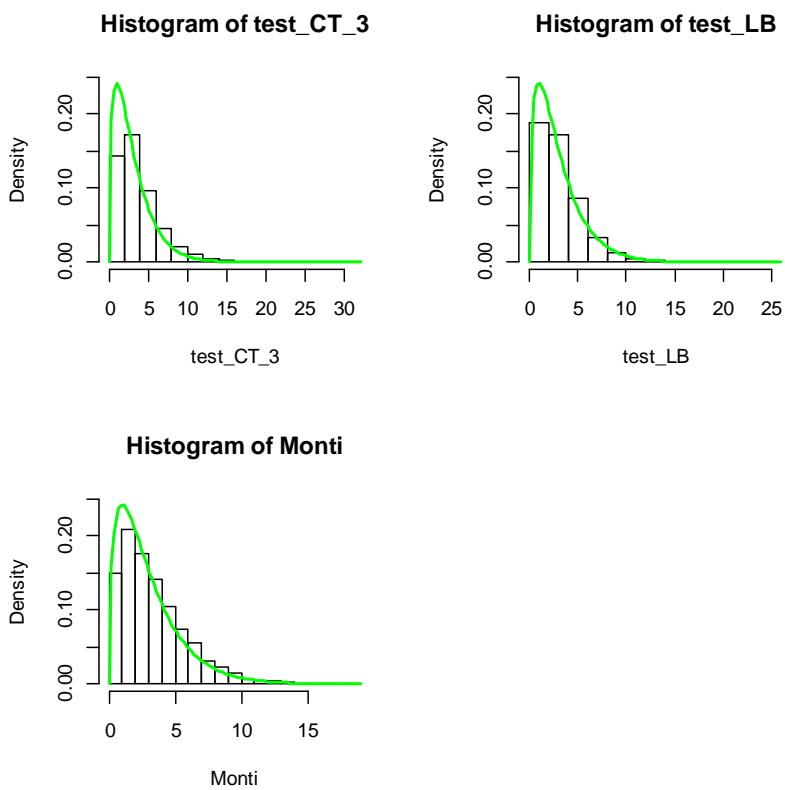 Histogram of test_CT_3
Density
0.00 0.10 0.20
0 5 10 15 20 25 30
test_CT_3
Histogram of test_LB
Density
0.00 0.10 0.20
0 5 10 15 20 25
test_LB
Histogram of Monti
Density
0.00 0.10 0.20
0 5 10 15
Monti